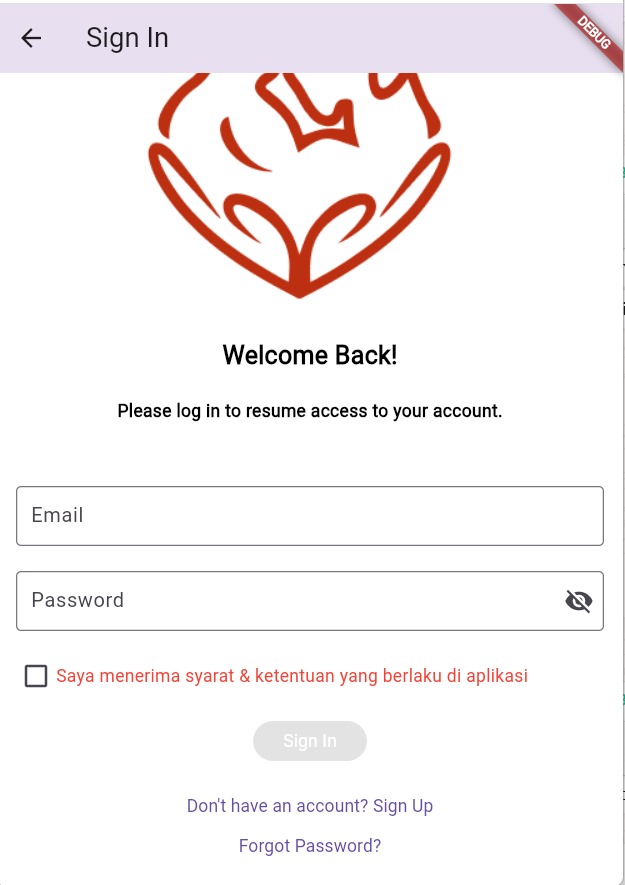 Sign In
DEBUG
Welcome Back!
Please log in to resume access to your account.
Email
Password
Saya menerima syarat & ketentuan yang berlaku di aplikasi
Sign In
Don't have an account? Sign Up
Forgot Password?